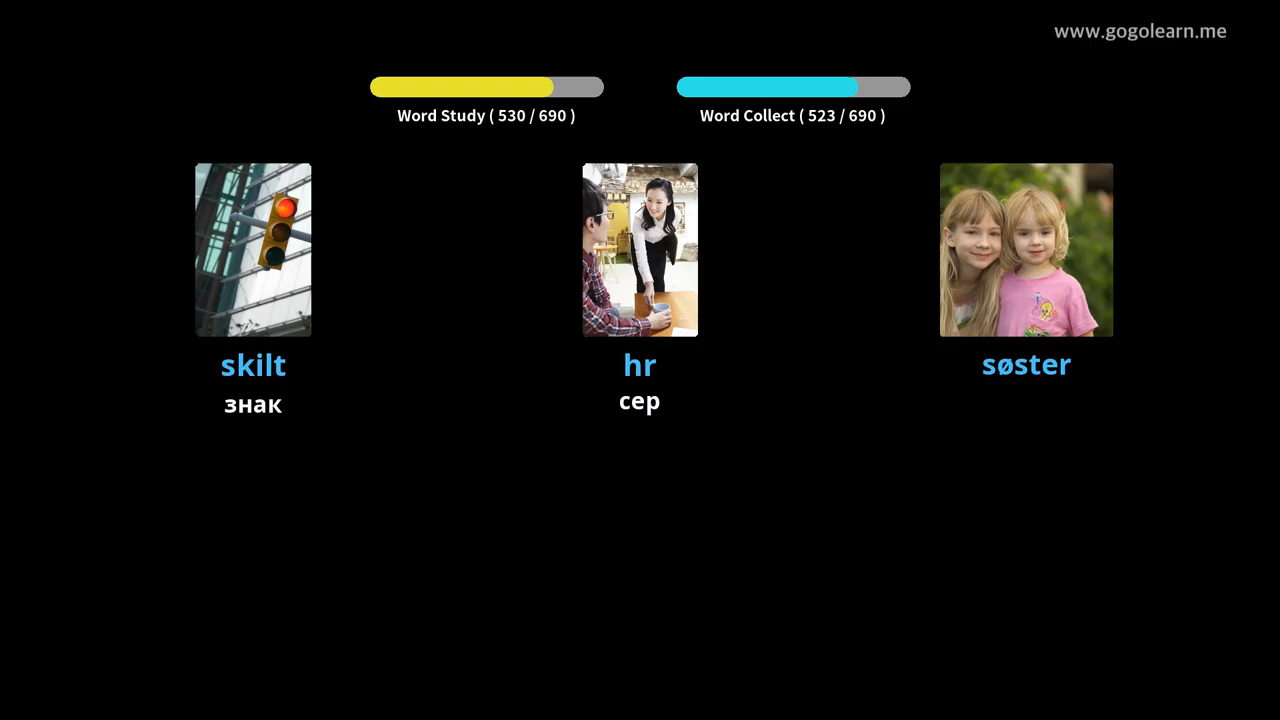 www.gogolearn.me
Word Study ( 530 / 690 )
Word Collect ( 523 / 690 )
skilt
hr
søster
знак
сер